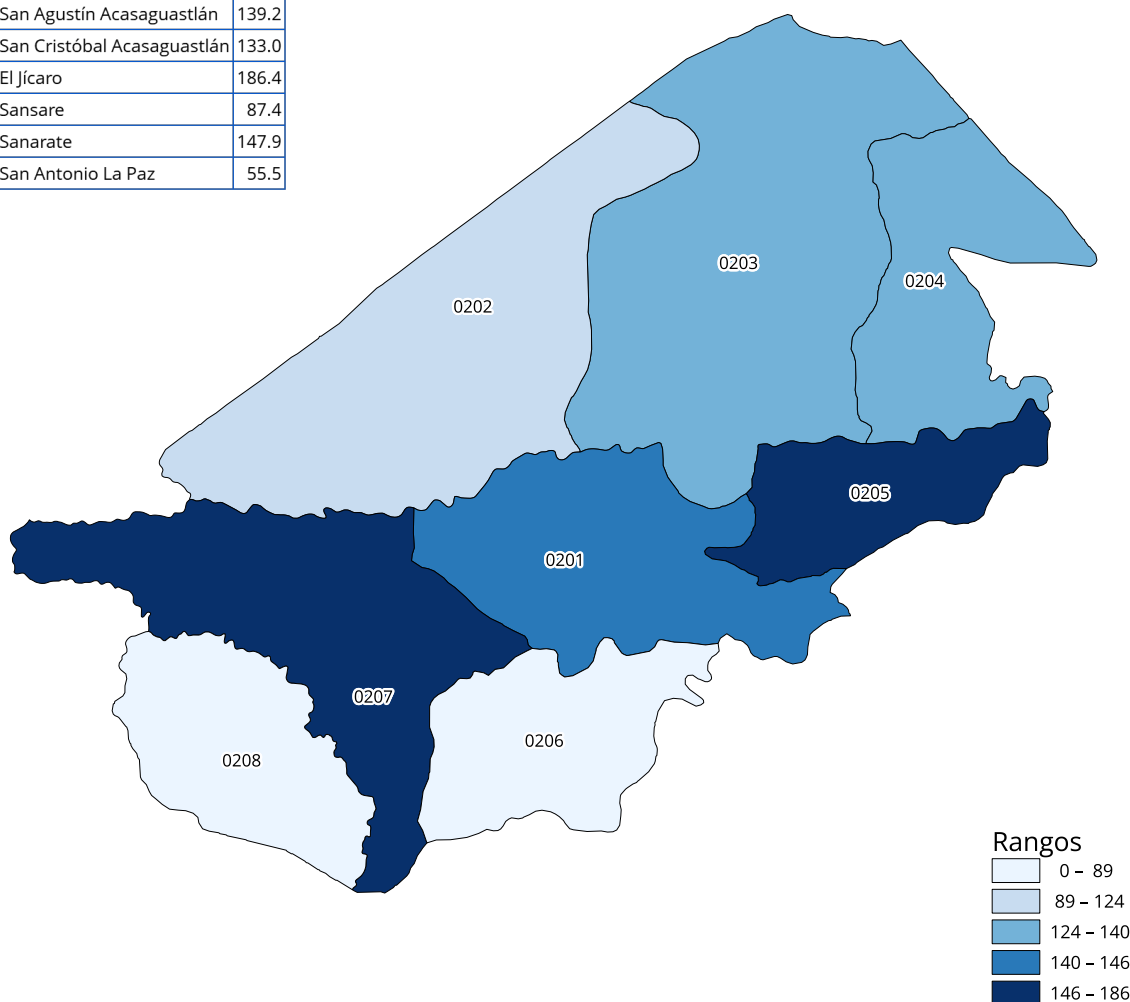 San Agustín Acasaguastlán 139.2
San Cristóbal Acasaguastlán 133.0
El Jícaro 186.4
Sansare 87.4
Sanarate 147.9
San Antonio La Paz 55.5
0203
0204
0202
0205
0201
0207
0206
0208
Rangos
0 – 89
89 – 124
124 – 140
140 – 146
146 – 186